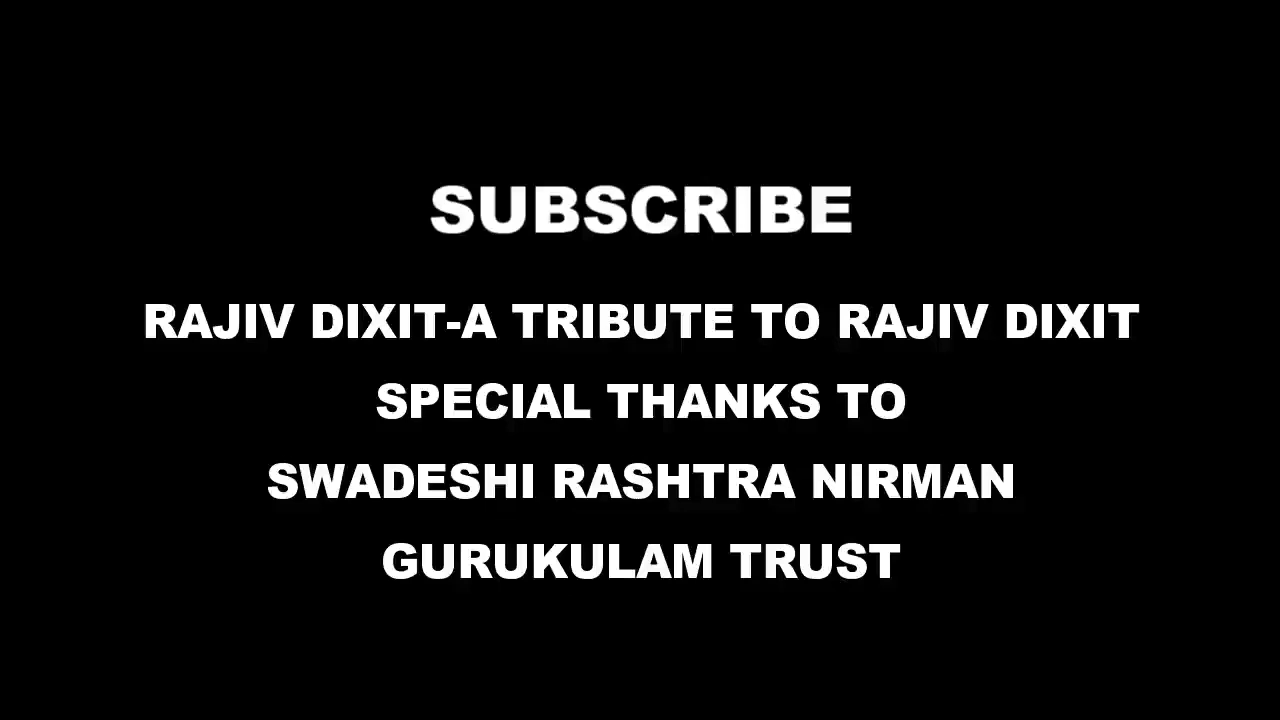 SUBSCRIBE
RAJIV DIXIT-A TRIBUTE TO RAJIV DIXIT
SPECIAL THANKS TO
SWADESHI RASHTRA NIRMAN
GURUKULAM TRUST